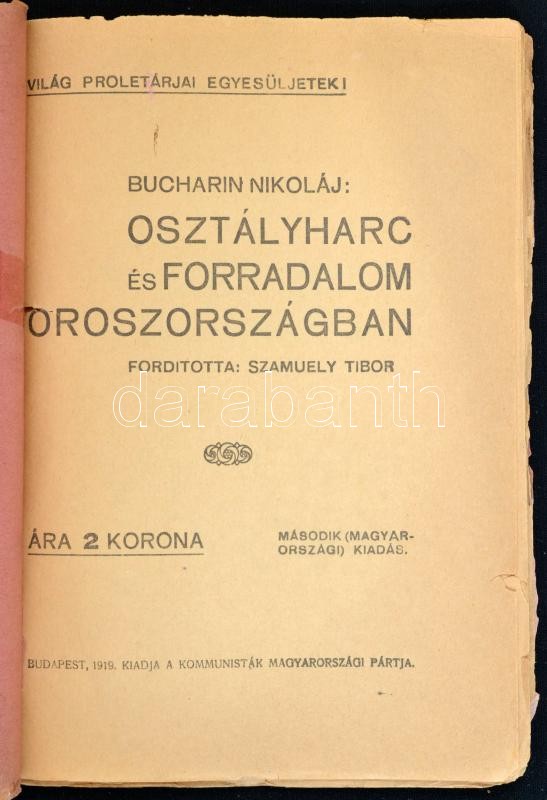 VILÁG PROLETÁRJAI EGYESÜLJETEK!
BUCHARIN NIKOLÁJ:
OSZTÁLYHARC
ÉS FORRADALOM
OROSZORSZÁGBAN
FORDITOTTA: SZAMUELY TIBOR
darabanth
ÁRA 2 KORONA
MÁSODIK (MAGYAR-
ORSZÁGI) KIADÁS.
BUDAPEST, 1919. KIADJA A KOMMUNISTÁK MAGYARORSZÁGI PÁRTJA.